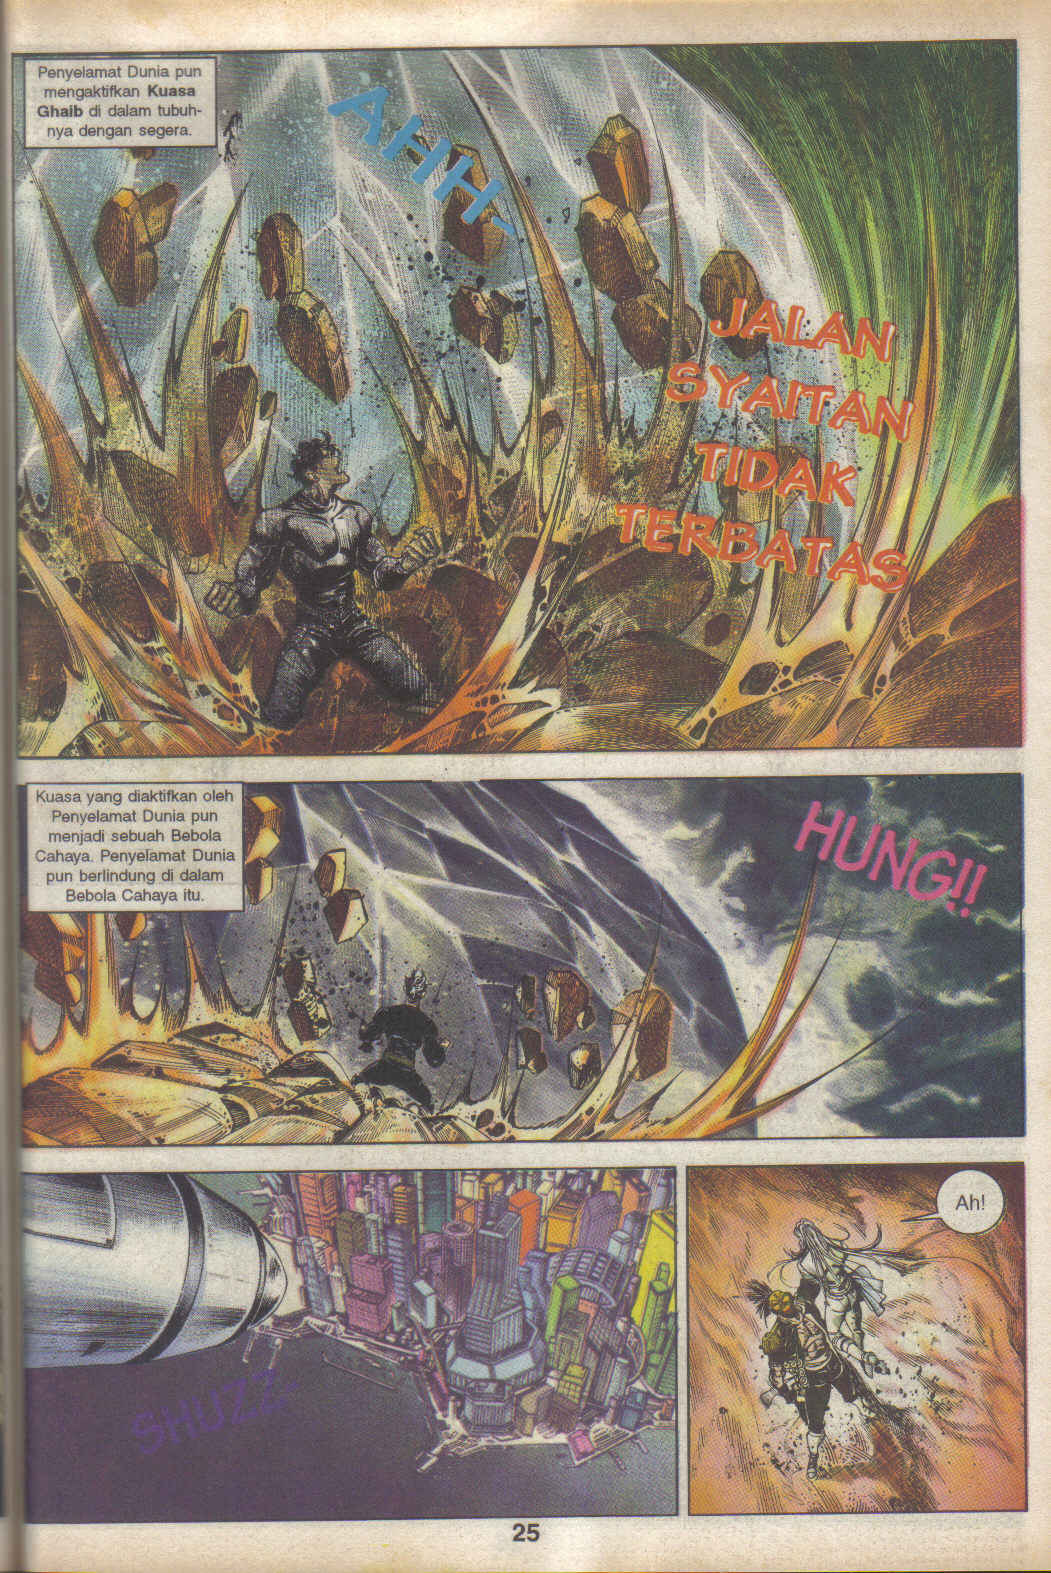 Penyelamat Dunia pun
mengaktifkan Kuasa
Ghaib di dalam tubuh-
nya dengan segera.
AHH-
JALAN
SYAITAN
TIDAK
TERBATAS
Kuasa yang diaktifkan oleh
Penyelamat Dunia pun
menjadi sebuah Bebola
Cahaya. Penyelamat Dunia
pun berlindung di dalam
Bebola Cahaya itu.
HUNG!!
SHUZZ
Ah!
25